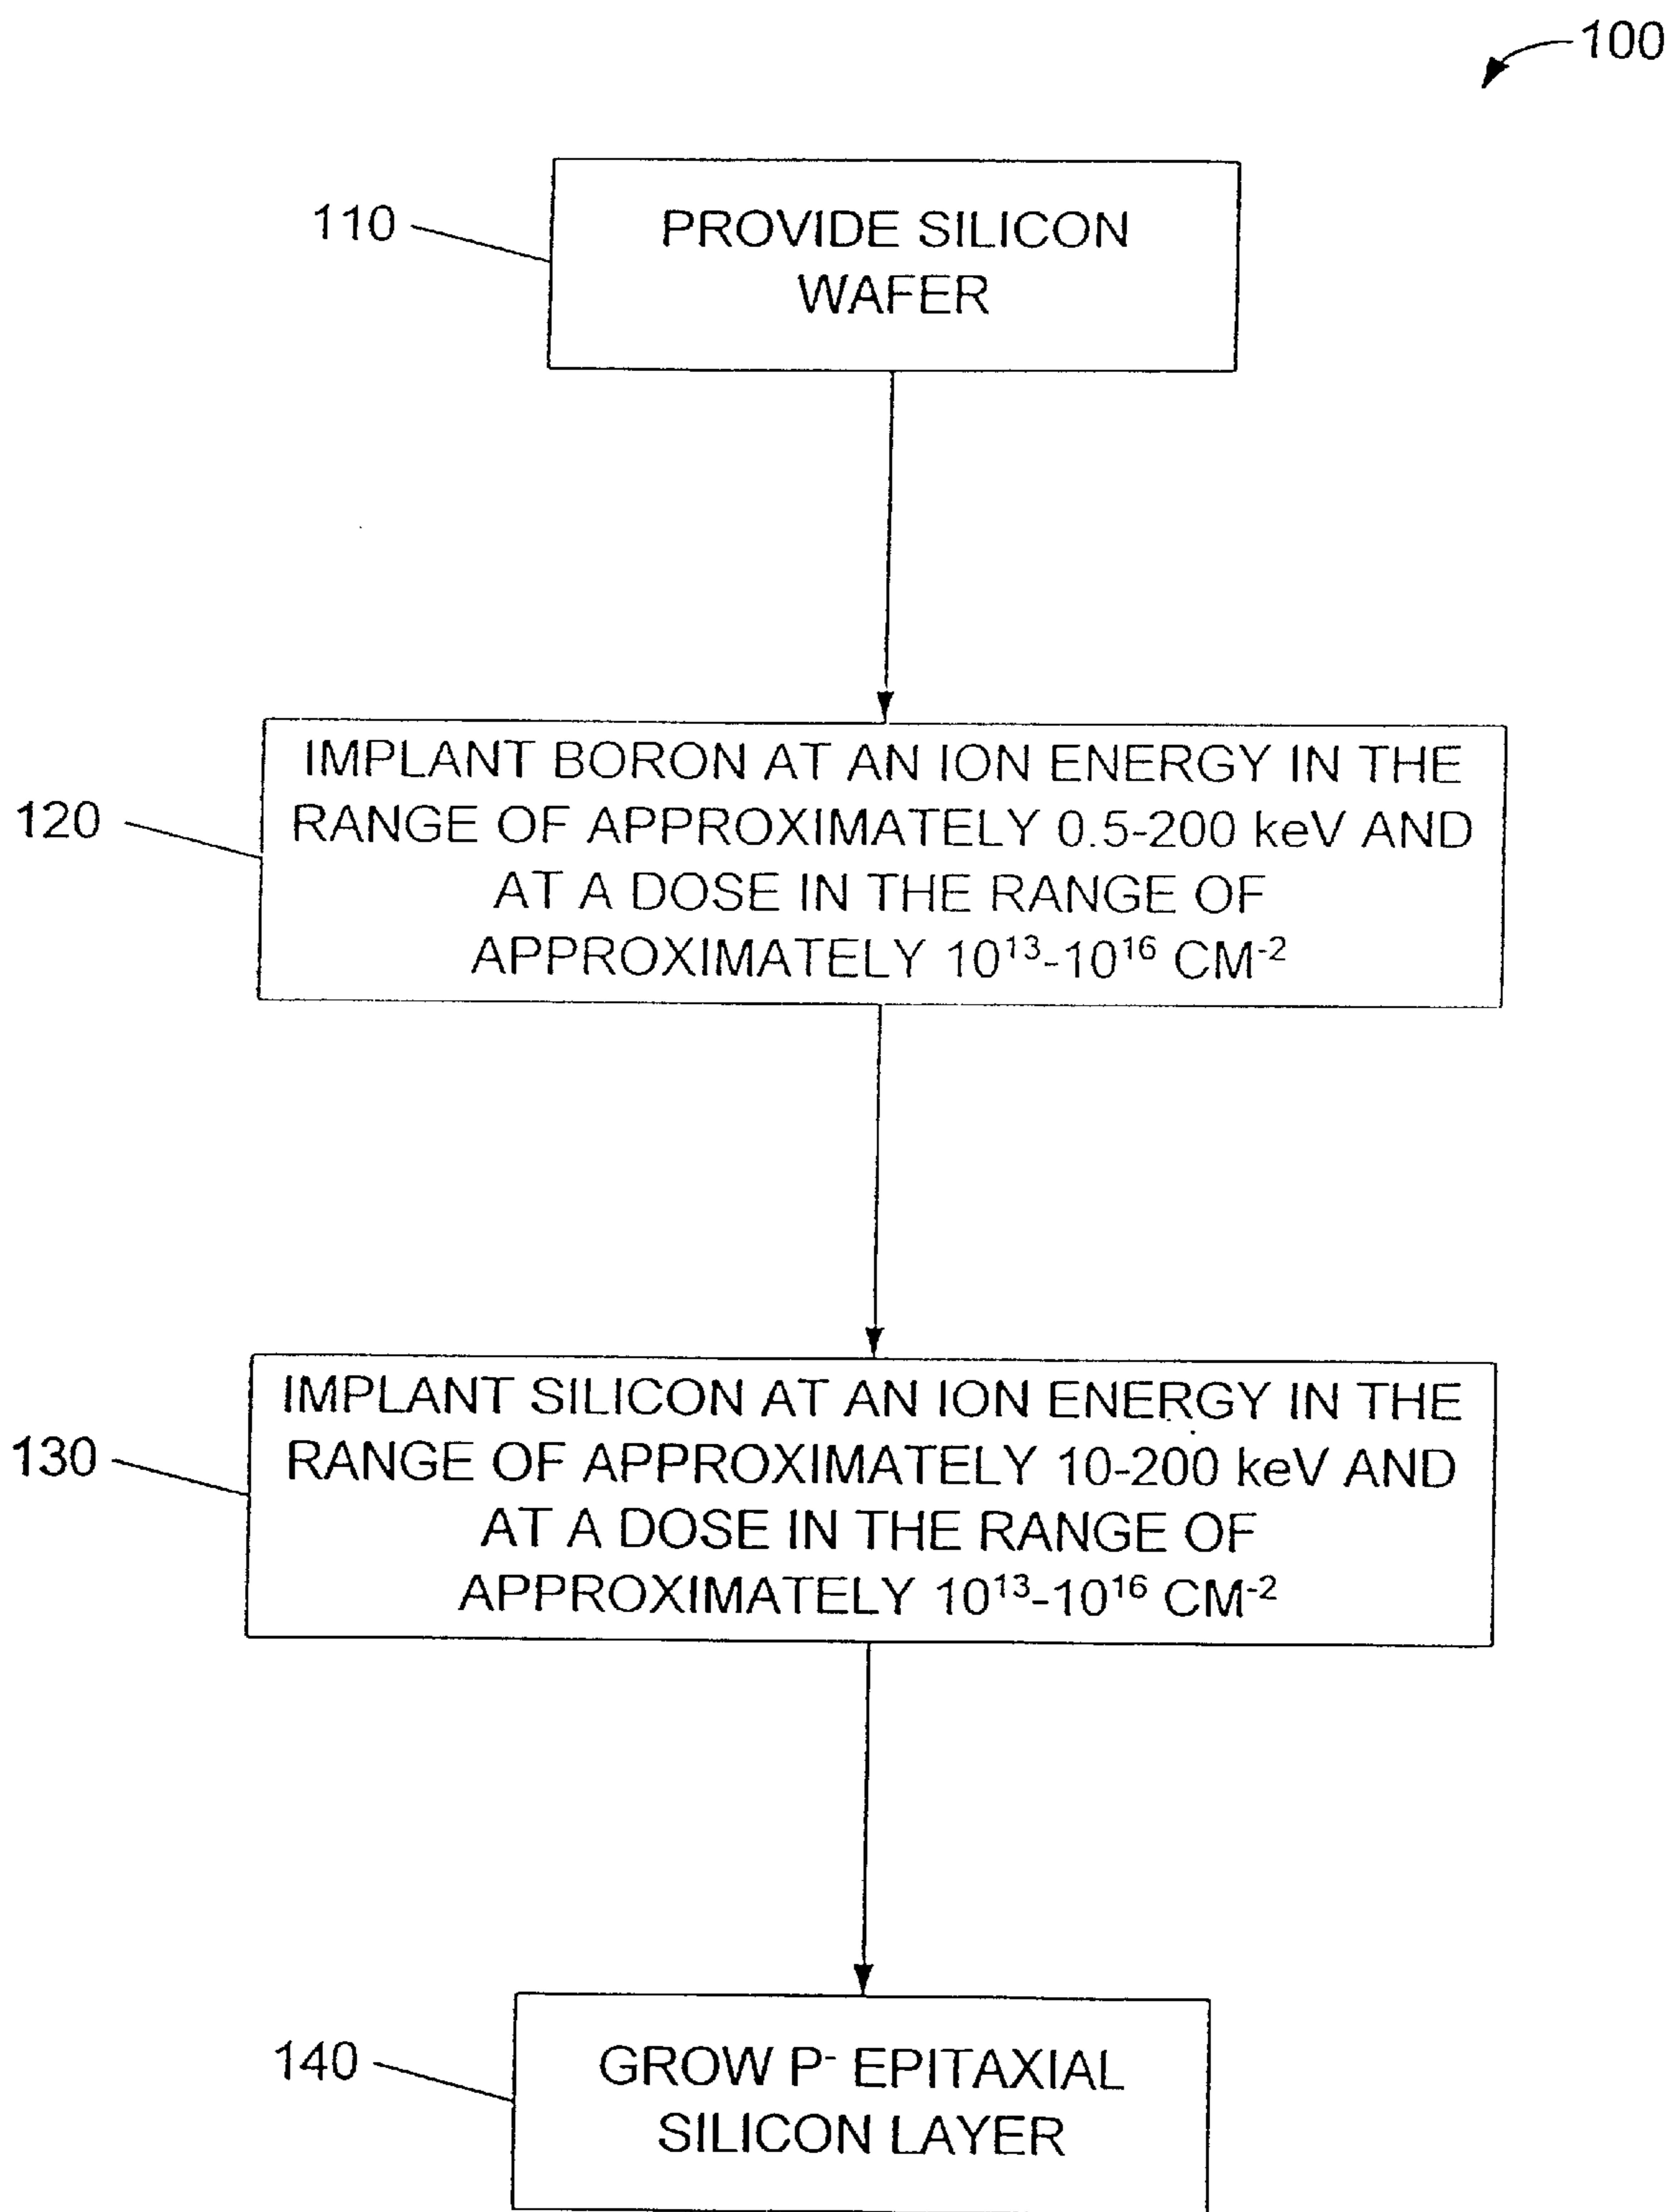 100
110
PROVIDE SILICON
WAFER
120
IMPLANT BORON AT AN ION ENERGY IN THE
RANGE OF APPROXIMATELY 0.5-200 keV AND
AT A DOSE IN THE RANGE OF
APPROXIMATELY 10¹³-10¹⁶ CM⁻²
130
IMPLANT SILICON AT AN ION ENERGY IN THE
RANGE OF APPROXIMATELY 10-200 keV AND
AT A DOSE IN THE RANGE OF
APPROXIMATELY 10¹³-10¹⁶ CM⁻²
140
GROW P⁻ EPITAXIAL
SILICON LAYER